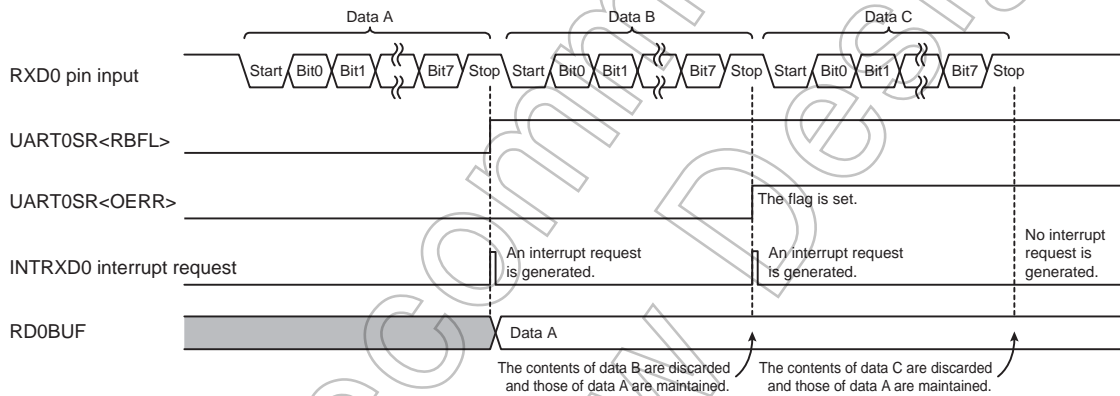 Data A Data B Data C
RXD0 pin input Start Bit0 Bit1 Bit7 Stop Start Bit0 Bit1 Bit7 Stop Start Bit0 Bit1 Bit7 Stop
UART0SR<RBFL>
UART0SR<OERR>
The flag is set.
INTRXD0 interrupt request
An interrupt request
is generated.
An interrupt request
is generated.
No interrupt
request is
generated.
RD0BUF
Data A
The contents of data B are discarded
and those of data A are maintained.
The contents of data C are discarded
and those of data A are maintained.